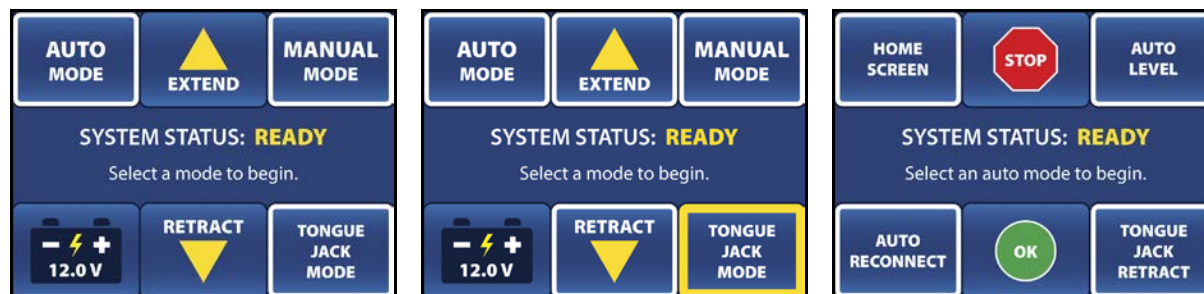 AUTO
MODE
EXTEND
MANUAL
MODE
SYSTEM STATUS: READY
Select a mode to begin.
12.0 V
RETRACT
TONGUE
JACK
MODE
AUTO
MODE
EXTEND
MANUAL
MODE
SYSTEM STATUS: READY
Select a mode to begin.
12.0 V
RETRACT
TONGUE
JACK
MODE
HOME
SCREEN
STOP
AUTO
LEVEL
SYSTEM STATUS: READY
Select an auto mode to begin.
AUTO
RECONNECT
OK
TONGUE
JACK
RETRACT